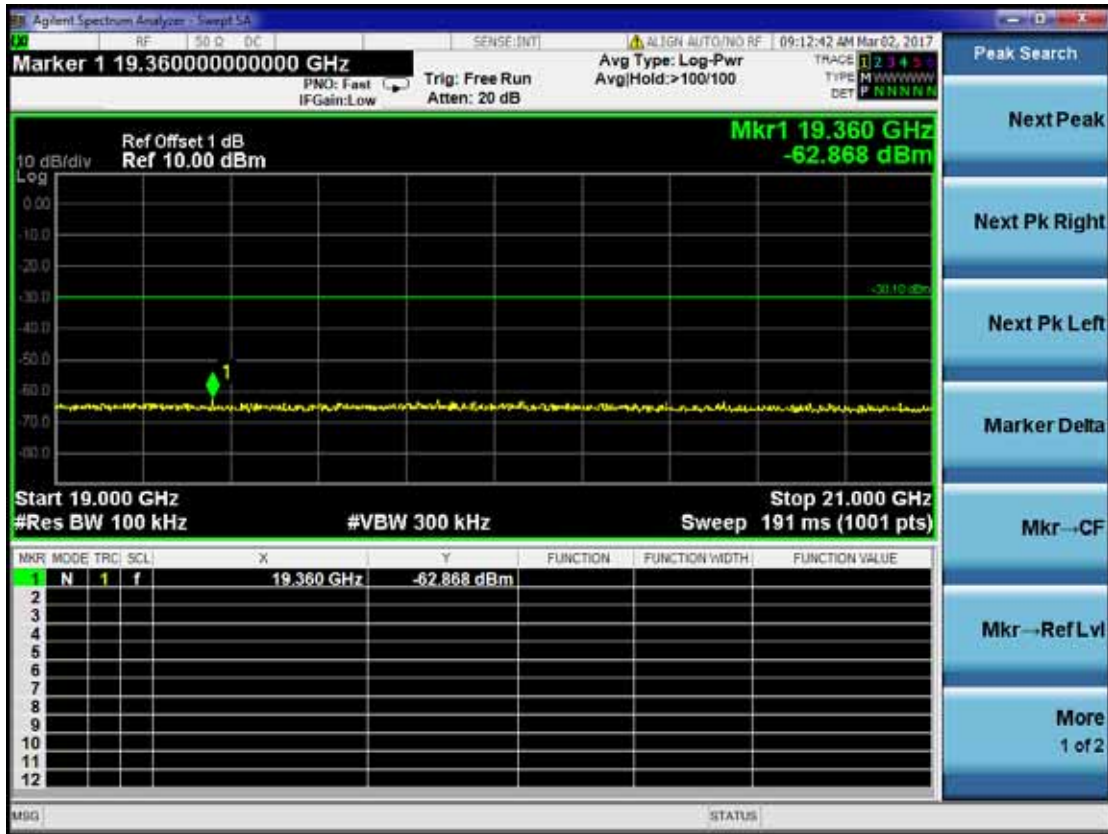 Agilent Spectrum Analyzer - Swept SA
RF 50 Ω DC SENSE:INT ALIGN AUTO/NO RF 09:12:42 AM Mar 02, 2017
Marker 1 19.360000000000 GHz
PNO: Fast
IFGain:Low
Trig: Free Run
Atten: 20 dB
Avg Type: Log-Pwr
Avg|Hold:>100/100
TRACE 1 2 3 4 5 6
TYPE M WWWWW
DET P N N N N N
Mkr1 19.360 GHz
-62.868 dBm
Ref Offset 1 dB
10 dB/div Ref 10.00 dBm
Log
0.00
-10.0
-20.0
-30.0
-30.10 dBm
-40.0
-50.0
1
-60.0
-70.0
-80.0
Start 19.000 GHz Stop 21.000 GHz
#Res BW 100 kHz #VBW 300 kHz Sweep 191 ms (1001 pts)
MKR MODE TRC SCL X Y FUNCTION FUNCTION WIDTH FUNCTION VALUE
1 N 1 f 19.360 GHz -62.868 dBm
2
3
4
5
6
7
8
9
10
11
12
MSG STATUS
Peak Search
Next Peak
Next Pk Right
Next Pk Left
Marker Delta
Mkr→CF
Mkr→Ref Lvl
More
1 of 2